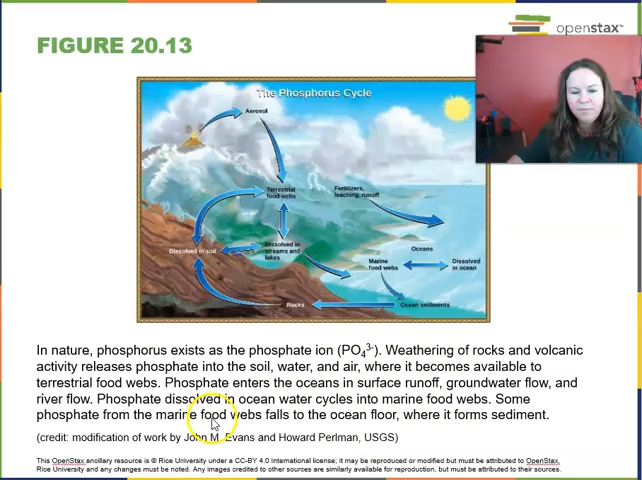 openstax™
FIGURE 20.13
The Phosphorus Cycle
Aerosol
Terrestrial
food webs
Fertilizers,
leaching, runoff
Dissolved in soil
Dissolved in
streams and
lakes
Oceans
Marine
food webs
Dissolved
in ocean
Rocks
Ocean sediments
In nature, phosphorus exists as the phosphate ion (PO₄³⁻). Weathering of rocks and volcanic
activity releases phosphate into the soil, water, and air, where it becomes available to
terrestrial food webs. Phosphate enters the oceans in surface runoff, groundwater flow, and
river flow. Phosphate dissolved in ocean water cycles into marine food webs. Some
phosphate from the marine food webs falls to the ocean floor, where it forms sediment.
(credit: modification of work by John M. Evans and Howard Perlman, USGS)
This OpenStax ancillary resource is © Rice University under a CC-BY 4.0 International license; it may be reproduced or modified but must be attributed to OpenStax,
Rice University and any changes must be noted. Any images credited to other sources are similarly available for reproduction, but must be attributed to their sources.